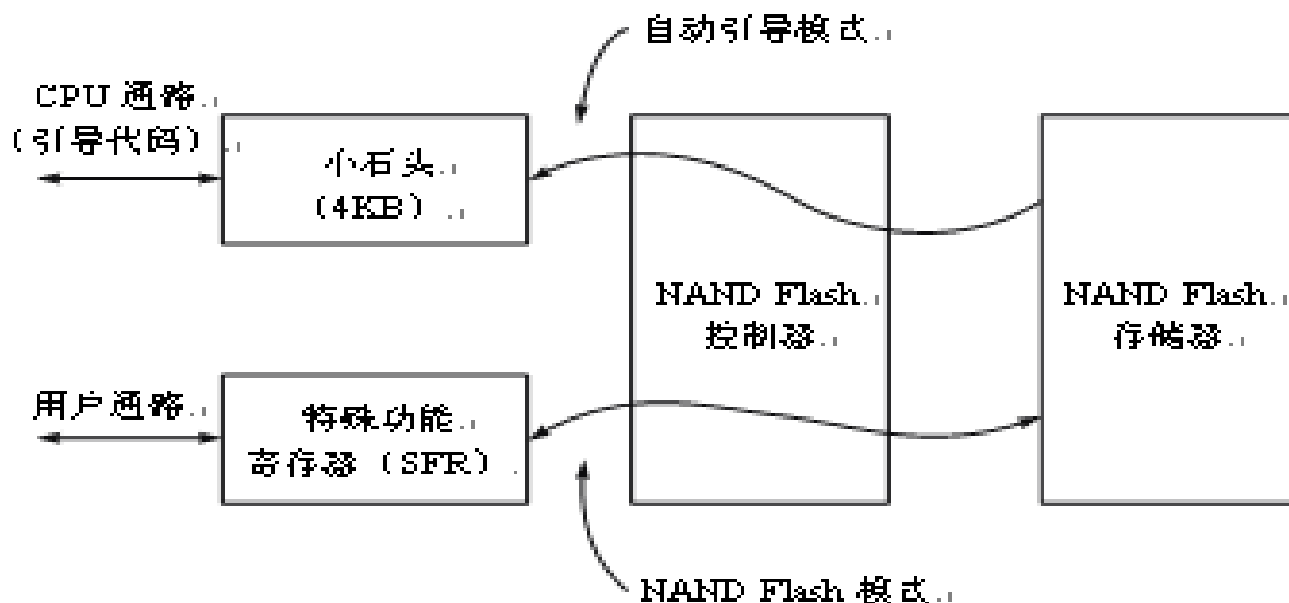 自动引导模式
CPU 通路
（引导代码）
小石头
（4KB）
NAND Flash
控制器
NAND Flash
存储器
用户通路
特殊功能
寄存器（SFR）
NAND Flash 模式